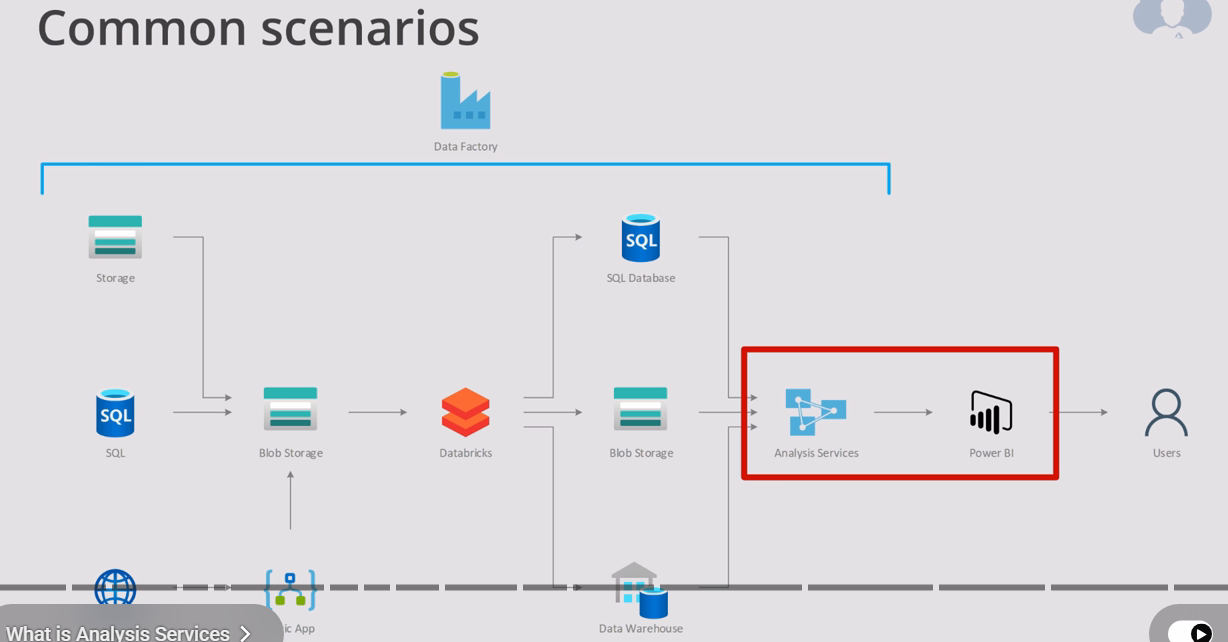 Common scenarios
Data Factory
SQL
Storage
SQL Database
SQL
SQL
Blob Storage
Databricks
Blob Storage
Analysis Services
Power BI
Users
What is Analysis Services
App
Data Warehouse